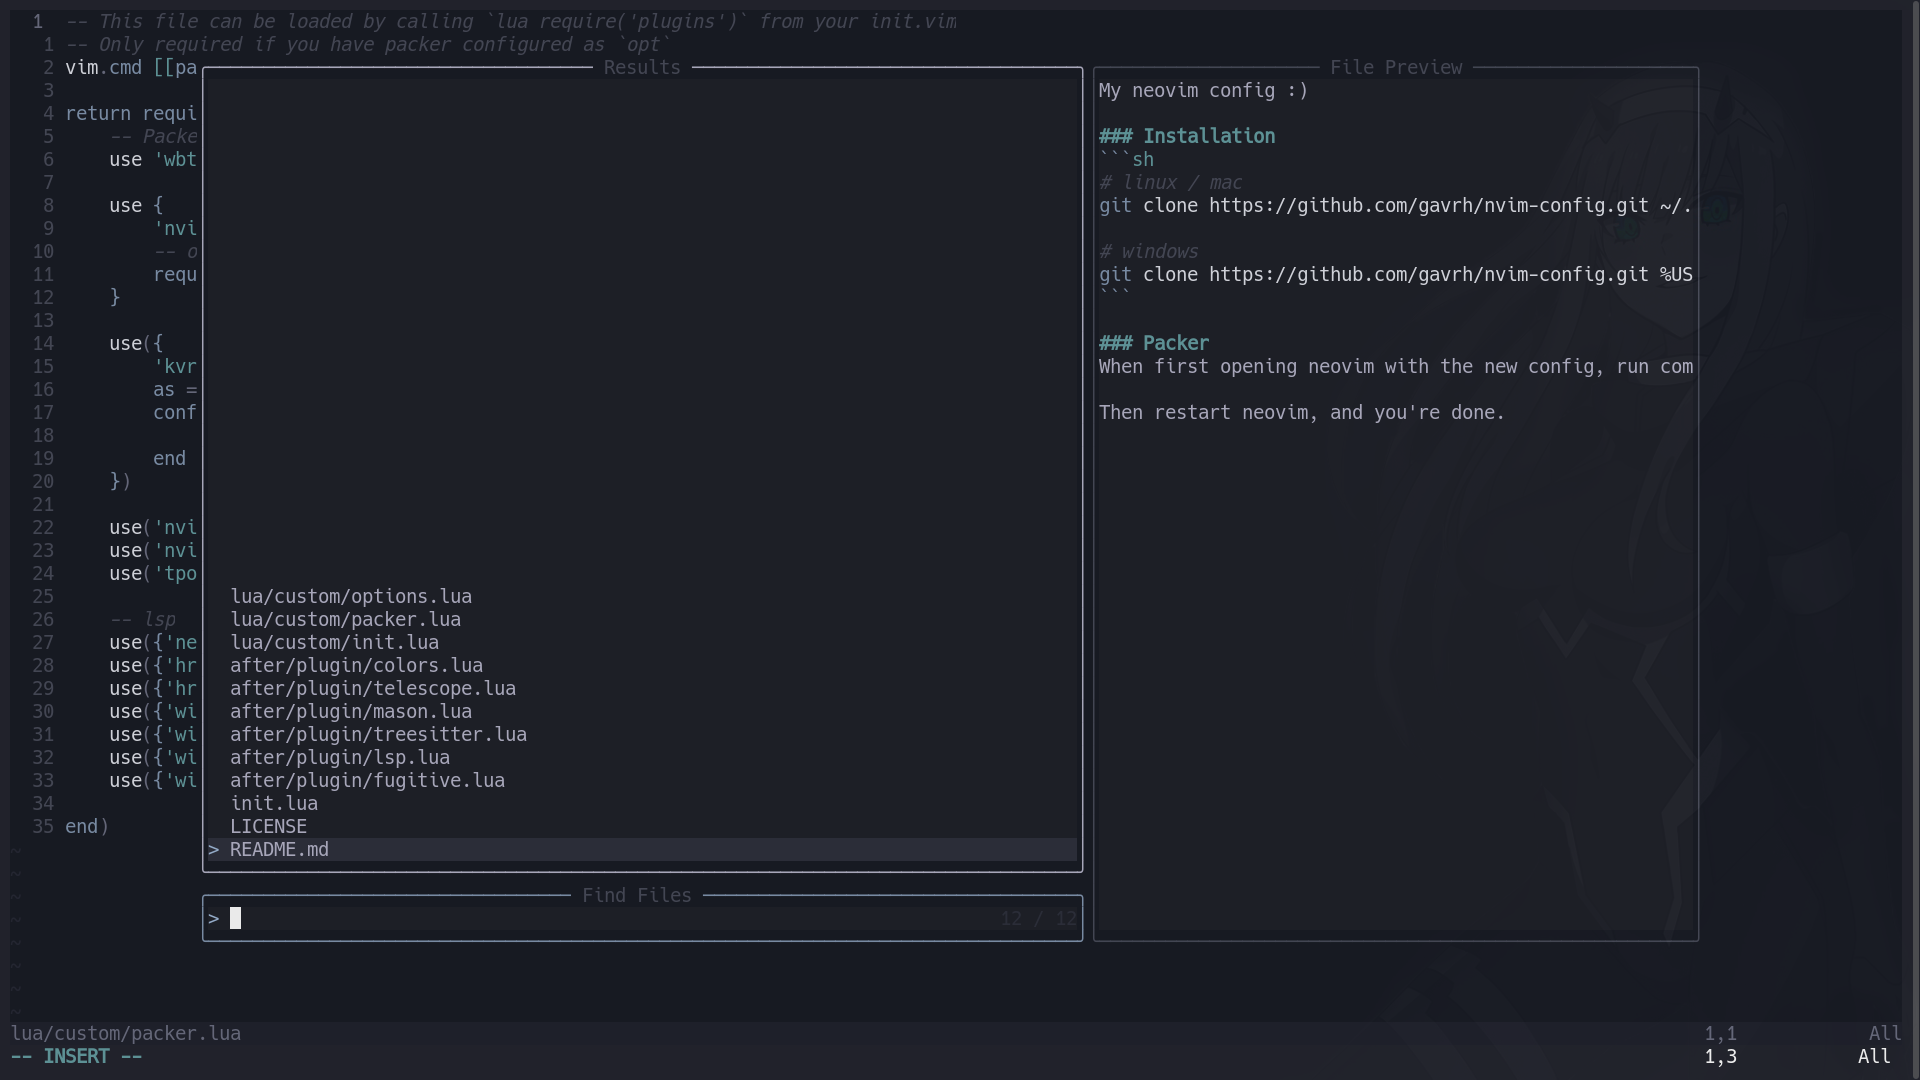 1 -- This file can be loaded by calling `lua require('plugins')` from your init.vim
1 -- Only required if you have packer configured as `opt`
2 vim.cmd [[pa
3
4 return requi
5 -- Packe
6 use 'wbt
7
8 use {
9 'nvi
10 -- o
11 requ
12 }
13
14 use({
15 'kvr
16 as =
17 conf
18
19 end
20 })
21
22 use('nvi
23 use('nvi
24 use('tpo
25
26 -- lsp
27 use({'ne
28 use({'hr
29 use({'hr
30 use({'wi
31 use({'wi
32 use({'wi
33 use({'wi
34
35 end)
~
~
~
~
~
~
~
~
Results
lua/custom/options.lua
lua/custom/packer.lua
lua/custom/init.lua
after/plugin/colors.lua
after/plugin/telescope.lua
after/plugin/mason.lua
after/plugin/treesitter.lua
after/plugin/lsp.lua
after/plugin/fugitive.lua
init.lua
LICENSE
> README.md
Find Files
> 12 / 12
File Preview
My neovim config :)
### Installation
```sh
# linux / mac
git clone https://github.com/gavrh/nvim-config.git ~/.
# windows
git clone https://github.com/gavrh/nvim-config.git %US
```
### Packer
When first opening neovim with the new config, run com
Then restart neovim, and you're done.
lua/custom/packer.lua 1,1 All
-- INSERT -- 1,3 All